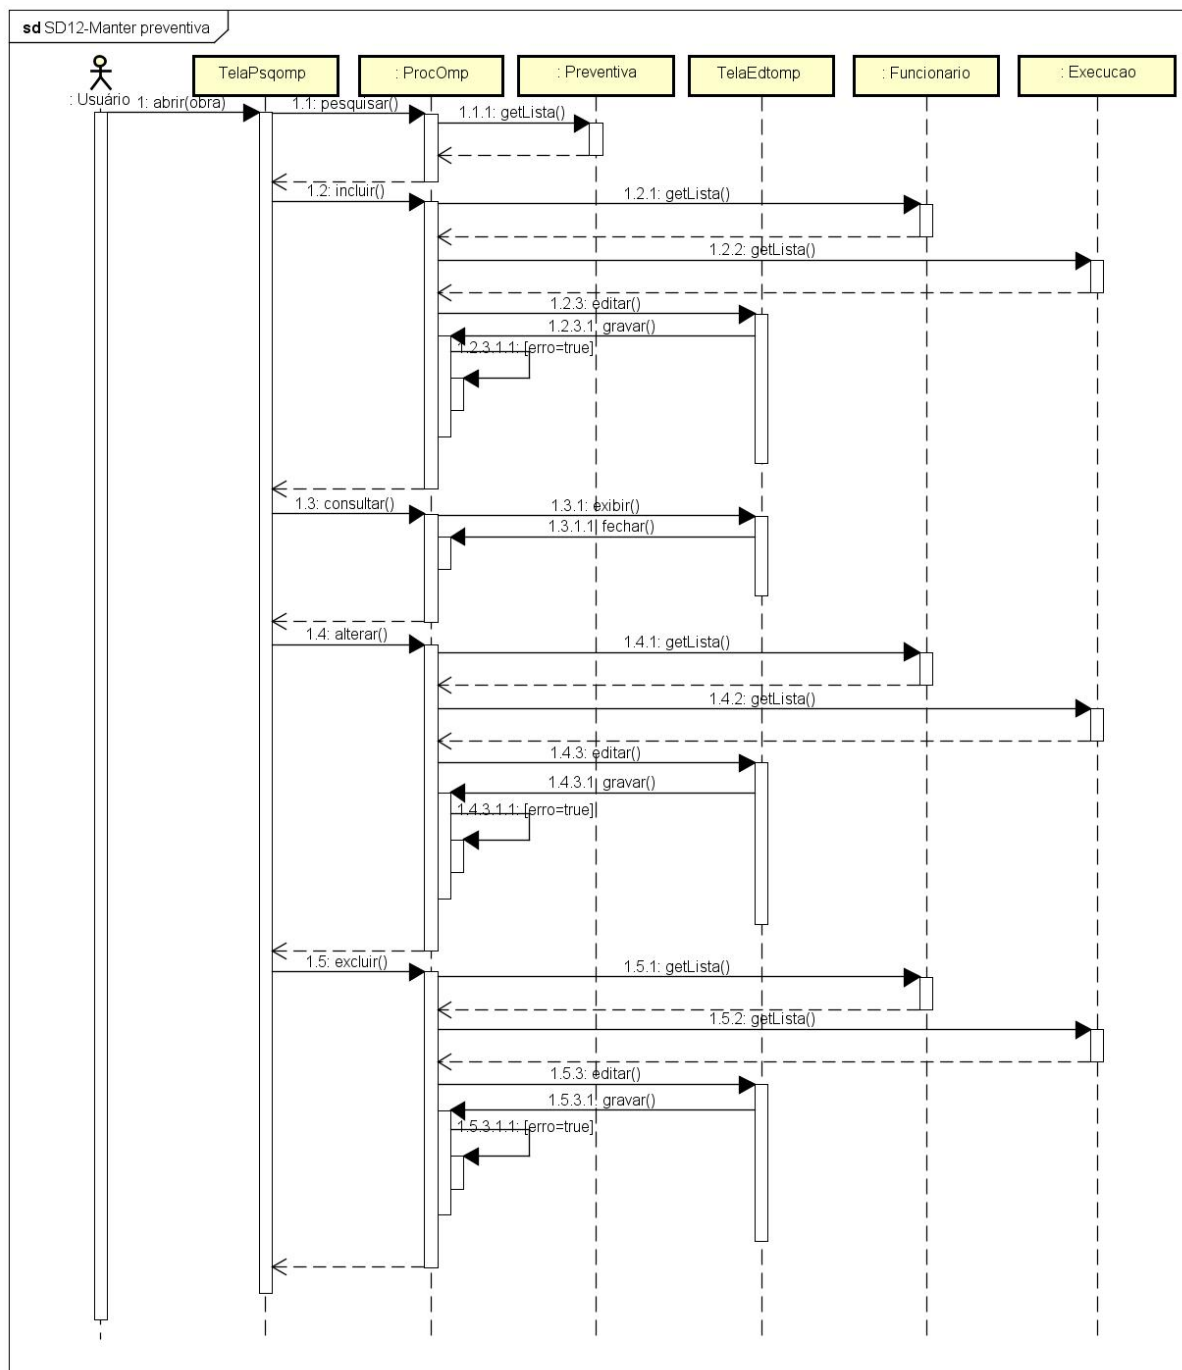 sd SD12-Manter preventiva
TelaPsqomp
: ProcOmp
: Preventiva
TelaEdtomp
: Funcionario
: Execucao
: Usuário
1: abrir(obra)
1.1: pesquisar()
1.1.1: getLista()
1.2: incluir()
1.2.1: getLista()
1.2.2: getLista()
1.2.3: editar()
1.2.3.1: gravar()
1.2.3.1.1: [erro=true]
1.3: consultar()
1.3.1: exibir()
1.3.1.1: fechar()
1.4: alterar()
1.4.1: getLista()
1.4.2: getLista()
1.4.3: editar()
1.4.3.1: gravar()
1.4.3.1.1: [erro=true]
1.5: excluir()
1.5.1: getLista()
1.5.2: getLista()
1.5.3: editar()
1.5.3.1: gravar()
1.5.3.1.1: [erro=true]